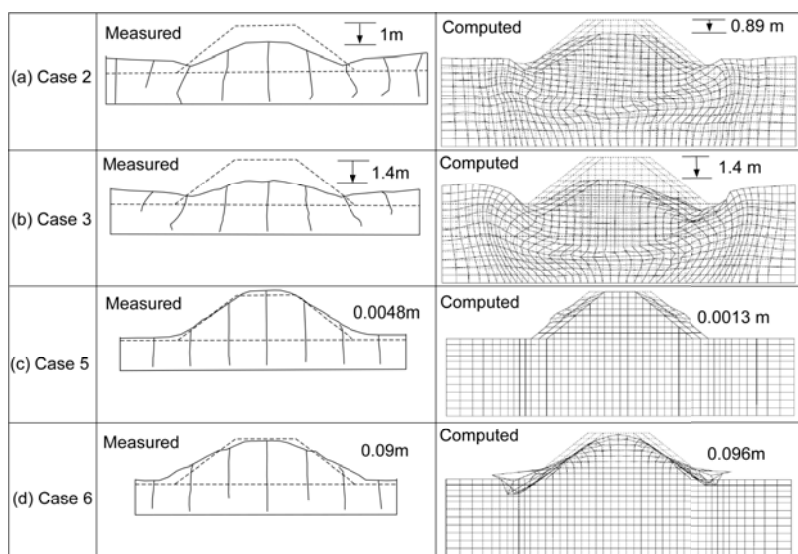 Measured
1m
Computed
0.89 m
(a) Case 2
Measured
1.4m
Computed
1.4 m
(b) Case 3
Measured
0.0048m
Computed
0.0013 m
(c) Case 5
Measured
0.09m
Computed
0.096m
(d) Case 6